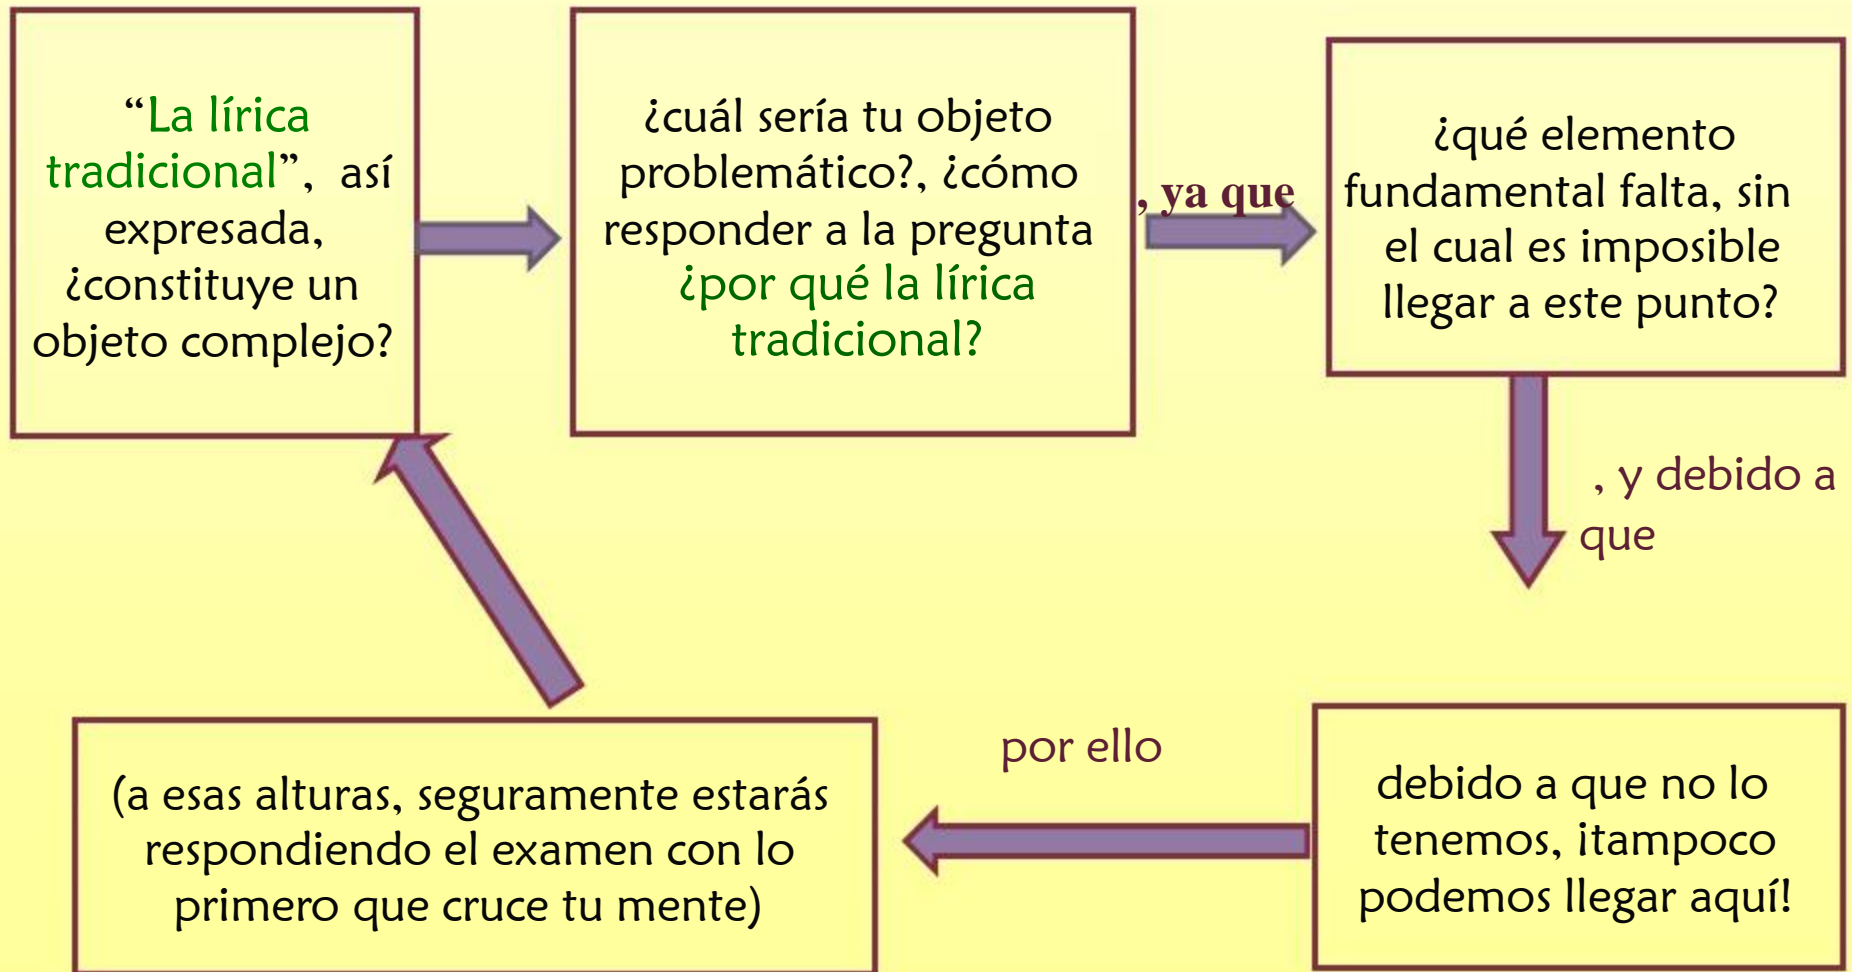 “La lírica
tradicional”, así
expresada,
¿constituye un
objeto complejo?
¿cuál sería tu objeto
problemático?, ¿cómo
responder a la pregunta
¿por qué la lírica
tradicional?
, ya que
¿qué elemento
fundamental falta, sin
el cual es imposible
llegar a este punto?
, y debido a
que
debido a que no lo
tenemos, ¡tampoco
podemos llegar aquí!
por ello
(a esas alturas, seguramente estarás
respondiendo el examen con lo
primero que cruce tu mente)